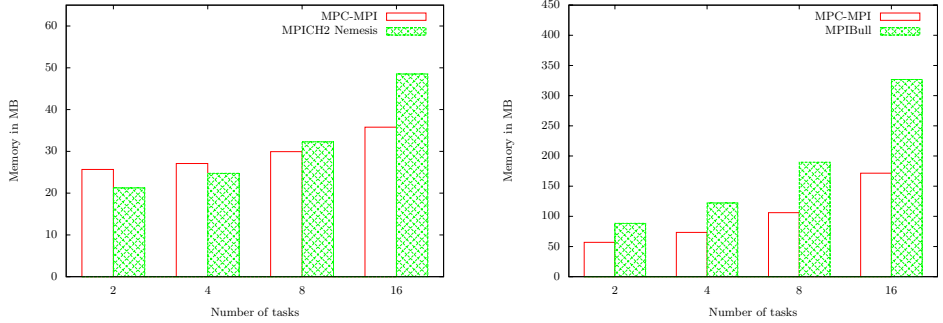 60
50
40
30
20
10
0
Memory in MB
MPC-MPI
MPICH2 Nemesis
2 4 8 16
Number of tasks
450
400
350
300
250
200
150
100
50
0
Memory in MB
MPC-MPI
MPIBull
2 4 8 16
Number of tasks